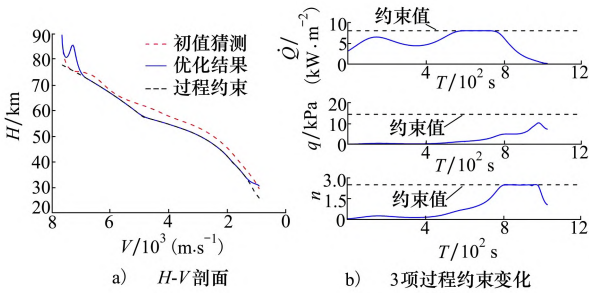 90
80
70
60
50
40
30
20
H/km
初值猜测
优化结果
过程约束
8
6
4
2
0
V/10³ (m·s⁻¹)
a) H-V剖面
Q̇/(kW·m⁻²)
10
5
0
约束值
4
8
12
T/10² s
q/kPa
20
10
0
约束值
4
8
12
T/10² s
n
3.0
1.5
0
约束值
4
8
12
T/10² s
b) 3项过程约束变化